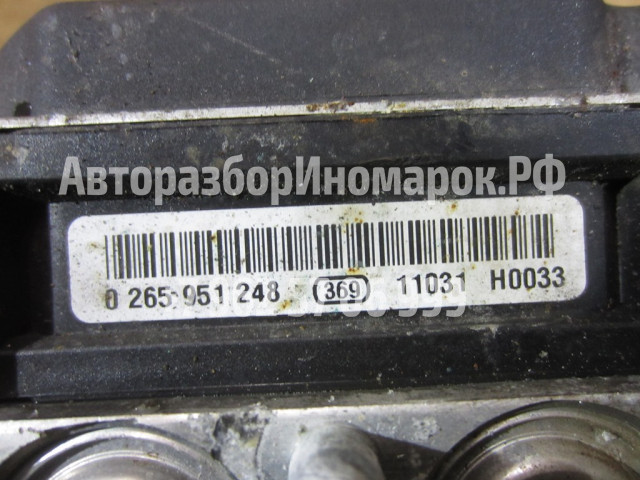 АвторазборИномарок.РФ
0 265 951 248 369 11031 H0033